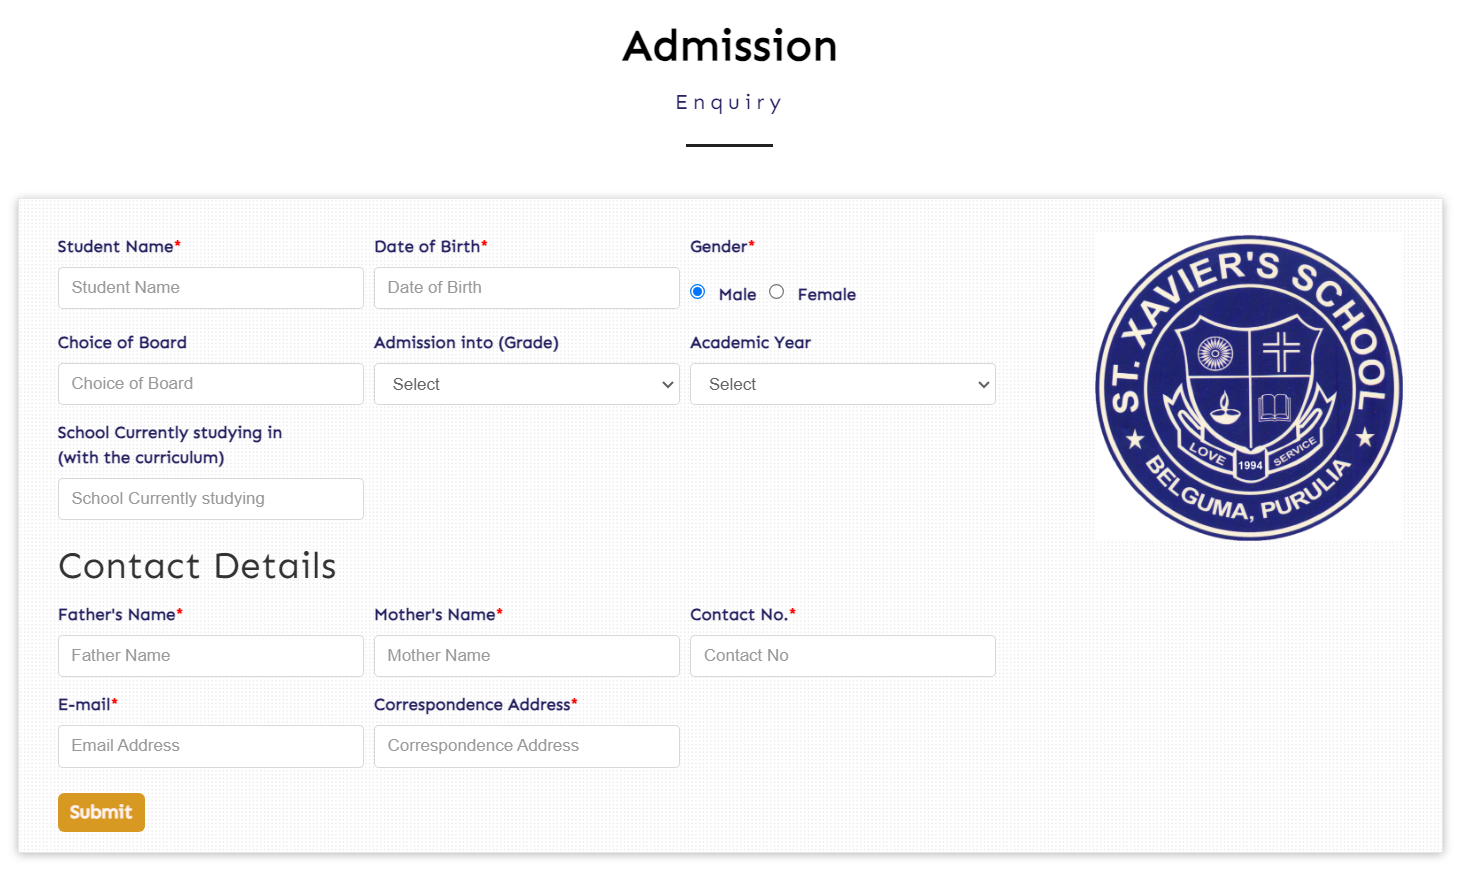 Admission
Enquiry
Student Name* Date of Birth* Gender*
Student Name Date of Birth Male Female
Choice of Board Admission into (Grade) Academic Year
Choice of Board Select Select
School Currently studying in
(with the curriculum)
School Currently studying
ST. XAVIER'S SCHOOL
LOVE 1994 SERVICE
BELGUMA, PURULIA
Contact Details
Father's Name* Mother's Name* Contact No.*
Father Name Mother Name Contact No
E-mail* Correspondence Address*
Email Address Correspondence Address
Submit